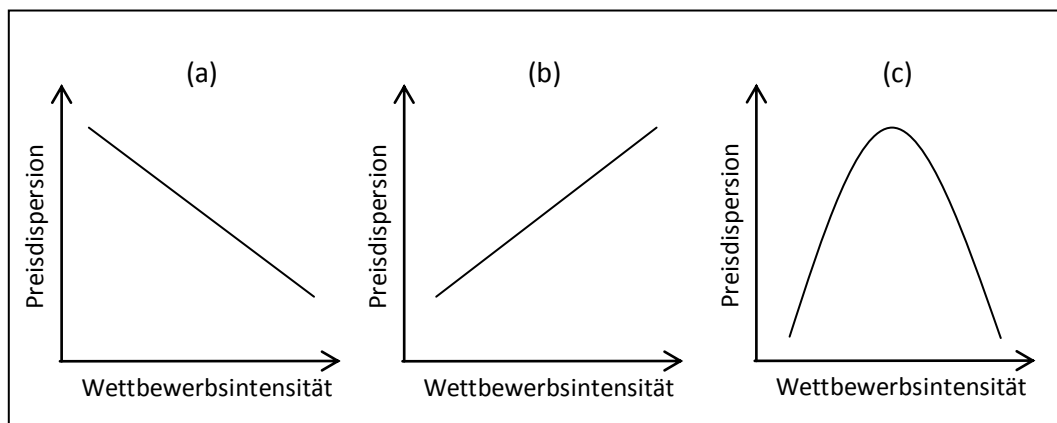 (a)
Preisdispersion
Wettbewerbsintensität
(b)
Preisdispersion
Wettbewerbsintensität
(c)
Preisdispersion
Wettbewerbsintensität